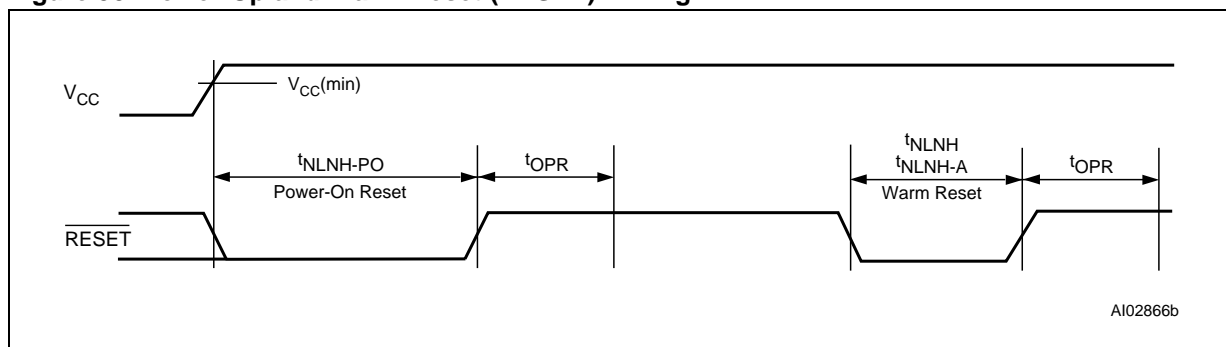 V_CC
V_CC(min)
t_NLNH-PO
Power-On Reset
t_OPR
t_NLNH
t_NLNH-A
Warm Reset
t_OPR
RESET
AI02866b